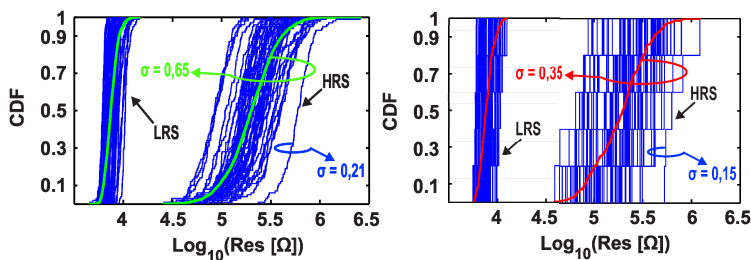 CDF
1
0.9
0.7
0.5
0.3
0.1
σ = 0,65
HRS
LRS
σ = 0,21
4
4.5
5
5.5
6
6.5
Log10(Res [Ω])
CDF
1
0.9
0.7
0.5
0.3
0.1
σ = 0,35
HRS
LRS
σ = 0,15
4
4.5
5
5.5
6
6.5
Log10(Res [Ω])